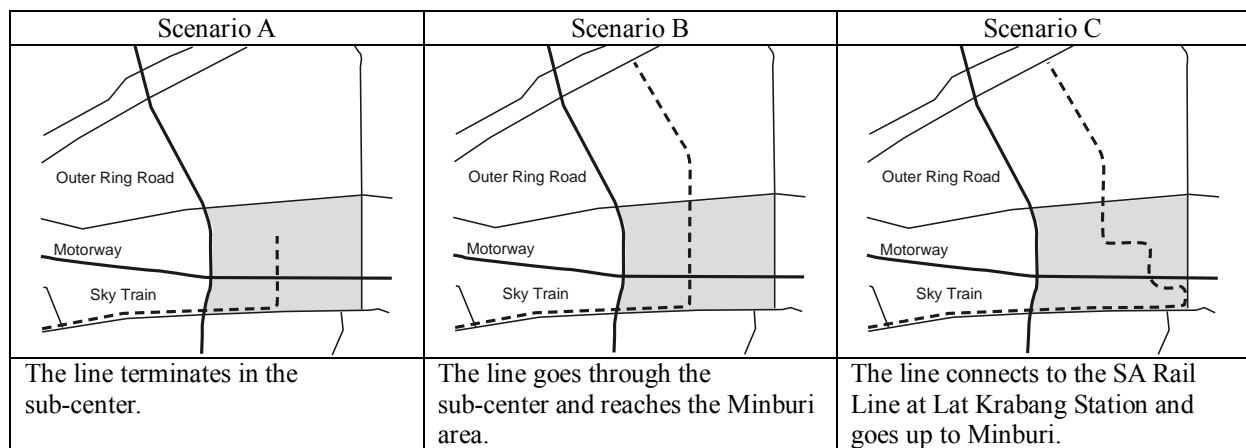 Scenario A
Scenario B
Scenario C
Outer Ring Road
Motorway
Sky Train
Outer Ring Road
Motorway
Sky Train
Outer Ring Road
Motorway
Sky Train
The line terminates in the
sub-center.
The line goes through the
sub-center and reaches the Minburi
area.
The line connects to the SA Rail
Line at Lat Krabang Station and
goes up to Minburi.